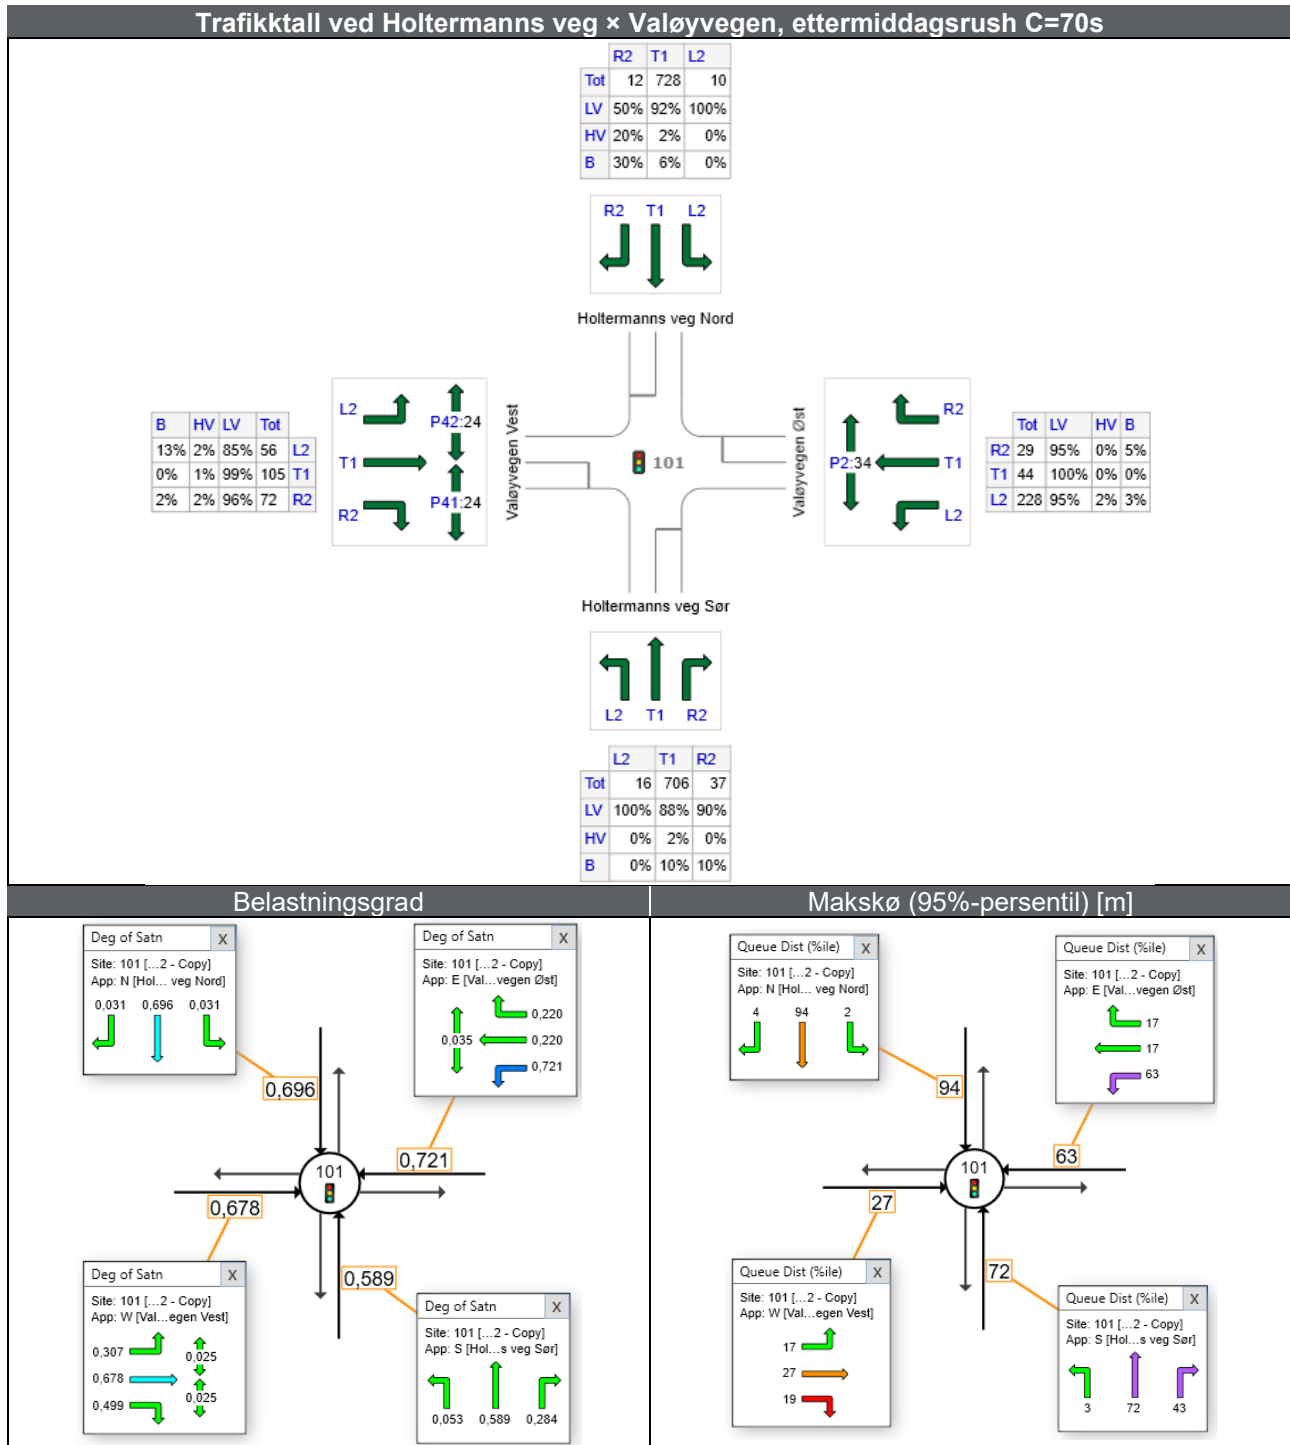 Trafikktall ved Holtermanns veg × Valøyvegen, ettermiddagsrush C=70s
R2 T1 L2
Tot 12 728 10
LV 50% 92% 100%
HV 20% 2% 0%
B 30% 6% 0%
R2 T1 L2
Holtermanns veg Nord
B HV LV Tot
13% 2% 85% 56 L2
0% 1% 99% 105 T1
2% 2% 96% 72 R2
L2
T1
R2
P42:24
P41:24
Valøyvegen Vest
101
Valøyvegen Øst
P2:34
R2
T1
L2
Tot LV HV B
R2 29 95% 0% 5%
T1 44 100% 0% 0%
L2 228 95% 2% 3%
Holtermanns veg Sør
L2 T1 R2
L2 T1 R2
Tot 16 706 37
LV 100% 88% 90%
HV 0% 2% 0%
B 0% 10% 10%
Belastningsgrad
Deg of Satn X
Site: 101 [...2 - Copy]
App: N [Hol... veg Nord]
0,031 0,696 0,031
Deg of Satn X
Site: 101 [...2 - Copy]
App: E [Val...vegen Øst]
0,220
0,035 0,220
0,721
0,696
0,721
101
0,678
0,589
Deg of Satn X
Site: 101 [...2 - Copy]
App: W [Val...egen Vest]
0,307 0,025
0,678
0,499 0,025
Deg of Satn X
Site: 101 [...2 - Copy]
App: S [Hol...s veg Sør]
0,053 0,589 0,284
Makskø (95%-persentil) [m]
Queue Dist (%ile) X
Site: 101 [...2 - Copy]
App: N [Hol... veg Nord]
4 94 2
Queue Dist (%ile) X
Site: 101 [...2 - Copy]
App: E [Val...vegen Øst]
17
17
63
94
63
101
27
72
Queue Dist (%ile) X
Site: 101 [...2 - Copy]
App: W [Val...egen Vest]
17
27
19
Queue Dist (%ile) X
Site: 101 [...2 - Copy]
App: S [Hol...s veg Sør]
3 72 43